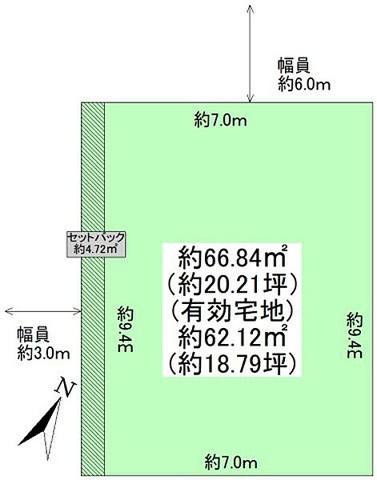 幅員
約6.0m
約7.0m
セットバック
約4.72㎡
約66.84㎡
(約20.21坪)
(有効宅地)
約62.12㎡
(約18.79坪)
幅員
約3.0m
約9.4m
約9.4m
N
約7.0m